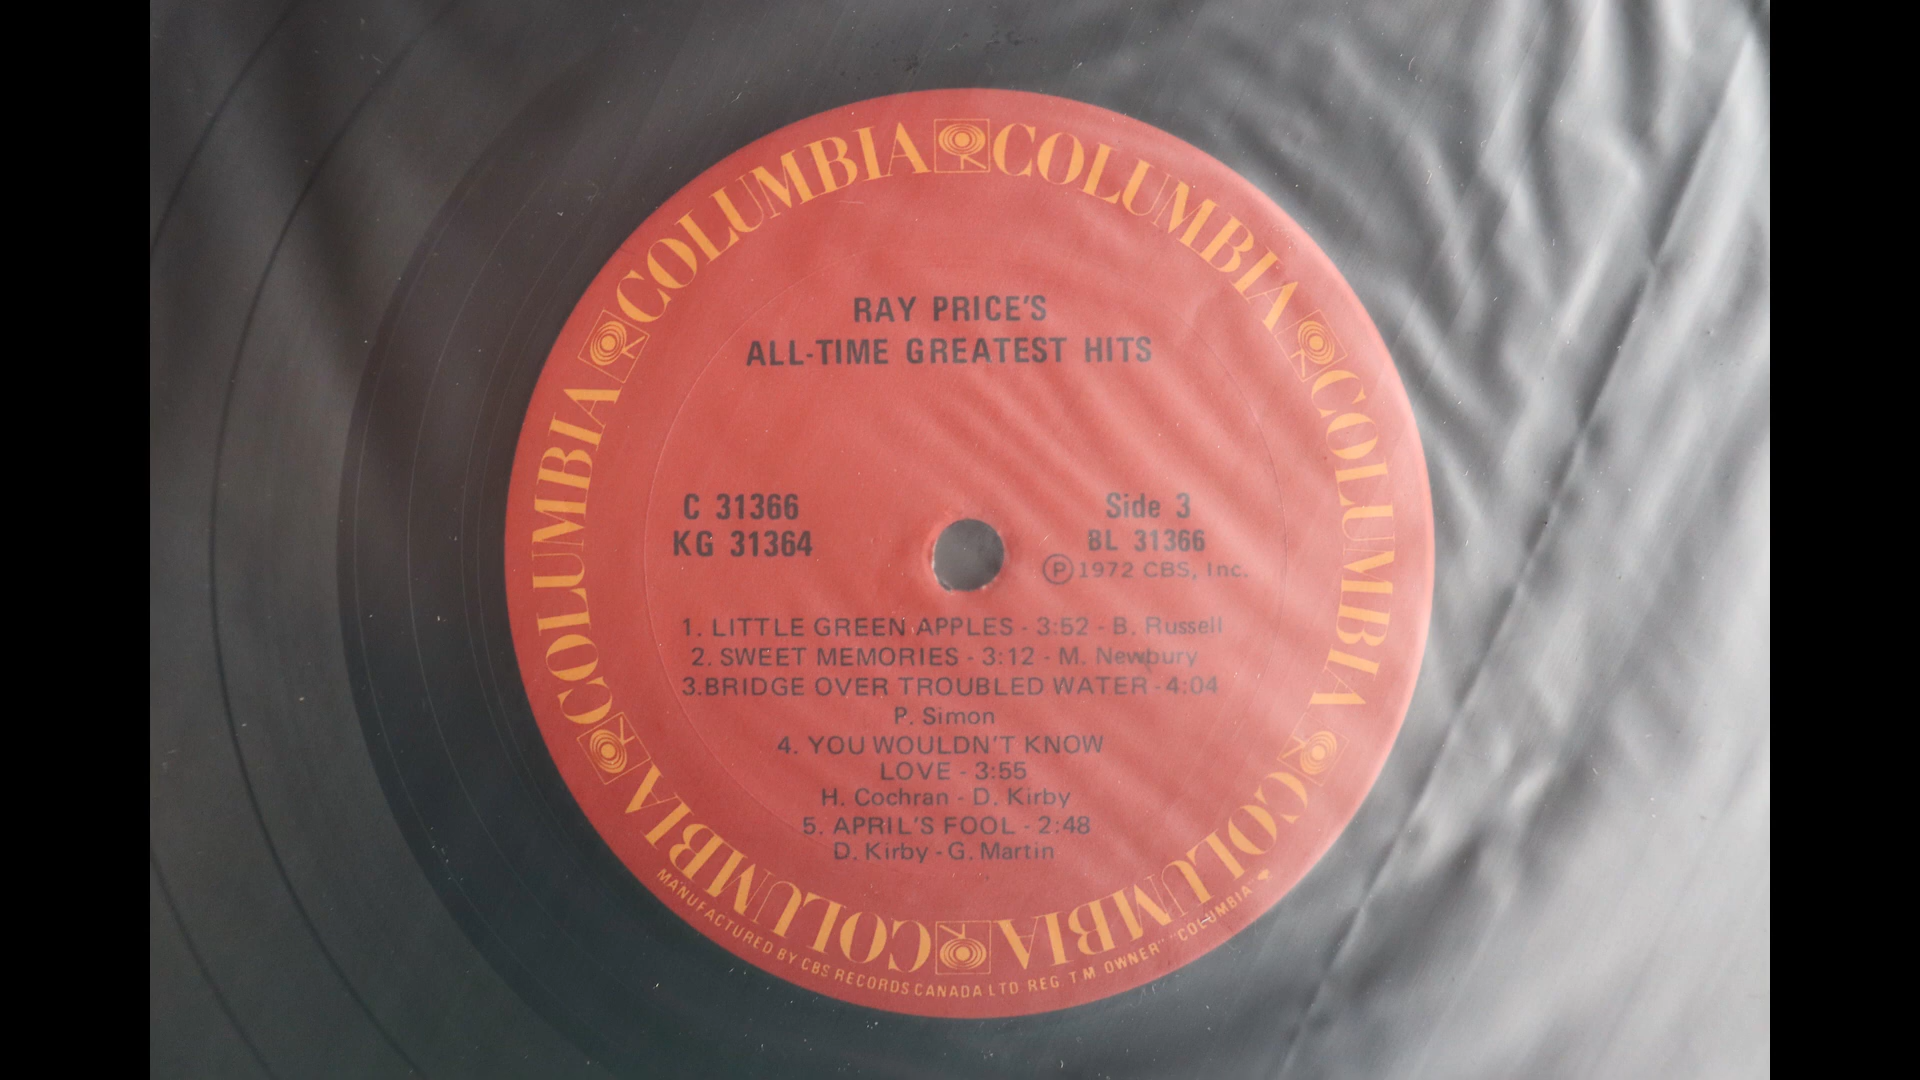 COLUMBIA COLUMBIA COLUMBIA COLUMBIA COLUMBIA COLUMBIA
RAY PRICE'S
ALL-TIME GREATEST HITS
C 31366
KG 31364
Side 3
BL 31366
Ⓟ1972 CBS, Inc.
1. LITTLE GREEN APPLES - 3:52 - B. Russell
2. SWEET MEMORIES - 3:12 - M. Newbury
3.BRIDGE OVER TROUBLED WATER - 4:04
P. Simon
4. YOU WOULDN'T KNOW
LOVE - 3:55
H. Cochran - D. Kirby
5. APRIL'S FOOL - 2:48
D. Kirby - G. Martin
MANUFACTURED BY CBS RECORDS CANADA LTD. REG. T.M. OWNER "COLUMBIA"